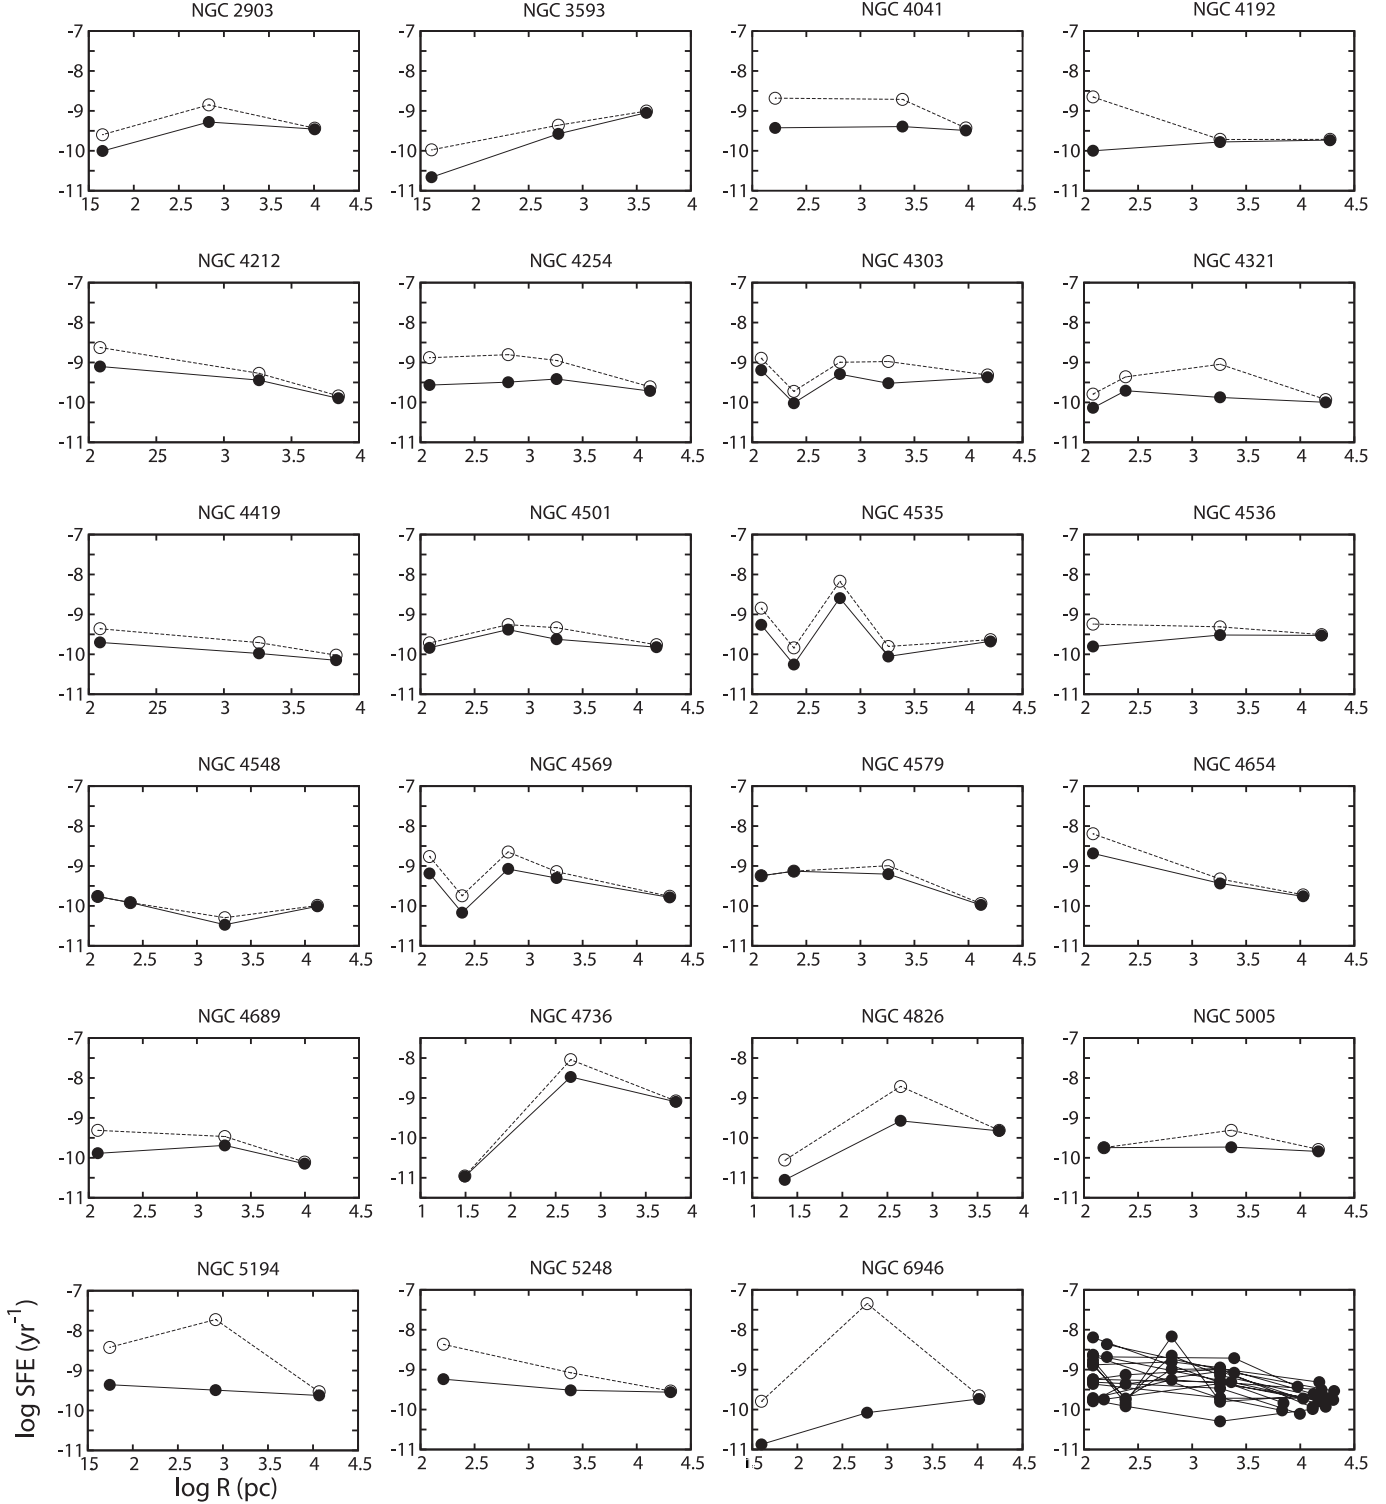 NGC 2903 NGC 3593 NGC 4041 NGC 4192
-7 -7 -7 -7
-8 -8 -8 -8
-9 -9 -9 -9
-10 -10 -10 -10
-11 -11 -11 -11
15 2 2.5 3 3.5 4 4.5 15 2 2.5 3 3.5 4 2 2.5 3 3.5 4 4.5 2 2.5 3 3.5 4 4.5
NGC 4212 NGC 4254 NGC 4303 NGC 4321
-7 -7 -7 -7
-8 -8 -8 -8
-9 -9 -9 -9
-10 -10 -10 -10
-11 -11 -11 -11
2 25 3 3.5 4 2 2.5 3 3.5 4 4.5 2 2.5 3 3.5 4 4.5 2 2.5 3 3.5 4 4.5
NGC 4419 NGC 4501 NGC 4535 NGC 4536
-7 -7 -7 -7
-8 -8 -8 -8
-9 -9 -9 -9
-10 -10 -10 -10
-11 -11 -11 -11
2 25 3 3.5 4 2 2.5 3 3.5 4 4.5 2 2.5 3 3.5 4 4.5 2 2.5 3 3.5 4 4.5
NGC 4548 NGC 4569 NGC 4579 NGC 4654
-7 -7 -7 -7
-8 -8 -8 -8
-9 -9 -9 -9
-10 -10 -10 -10
-11 -11 -11 -11
2 2.5 3 3.5 4 4.5 2 2.5 3 3.5 4 4.5 2 2.5 3 3.5 4 4.5 2 2.5 3 3.5 4 4.5
NGC 4689 NGC 4736 NGC 4826 NGC 5005
-7 -7
-8 -8 -8 -8
-9 -9 -9 -9
-10 -10 -10 -10
-11 -11 -11 -11
2 2.5 3 3.5 4 4.5 1 1.5 2 2.5 3 3.5 4 1 1.5 2 2.5 3 3.5 4 2 2.5 3 3.5 4 4.5
NGC 5194 NGC 5248 NGC 6946
-7 -7 -7 -7
-8 -8 -8 -8
-9 -9 -9 -9
-10 -10 -10 -10
-11 -11 -11 -11
15 2 2.5 3 3.5 4 4.5 2 2.5 3 3.5 4 4.5 2 2.5 3 3.5 4 4.5 2 2.5 3 3.5 4 4.5
log SFE (yr⁻¹)
log R (pc)